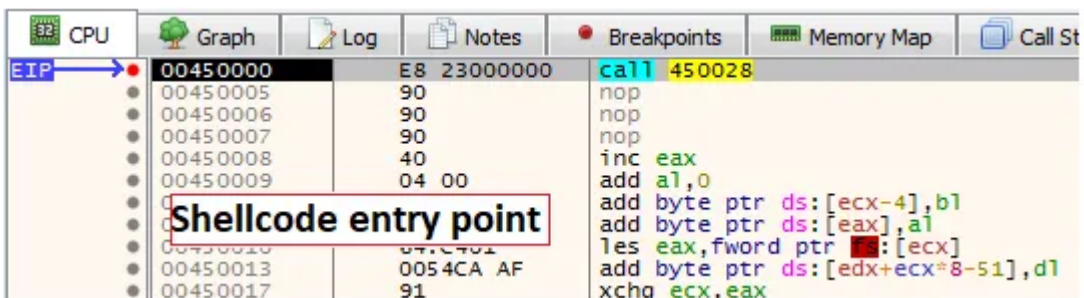 32 CPU Graph Log Notes Breakpoints Memory Map Call St
EIP 00450000 E8 23000000 call 450028
00450005 90 nop
00450006 90 nop
00450007 90 nop
00450008 40 inc eax
00450009 04 00 add al,0
add byte ptr ds:[ecx-4],bl
Shellcode entry point add byte ptr ds:[eax],al
les eax,fword ptr fs:[ecx]
00450013 0054CA AF add byte ptr ds:[edx+ecx*8-51],dl
00450017 91 xchg ecx,eax